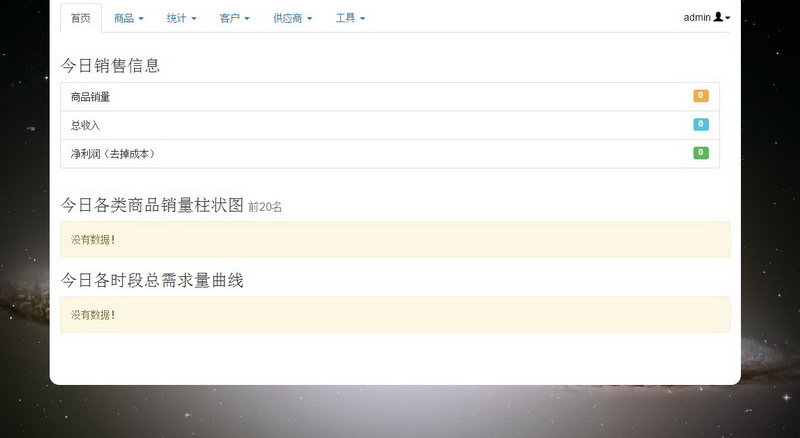 首页 商品 统计 客户 供应商 工具 admin
今日销售信息
商品销量 0
总收入 0
净利润（去掉成本） 0
今日各类商品销量柱状图 前20名
没有数据！
今日各时段总需求量曲线
没有数据！